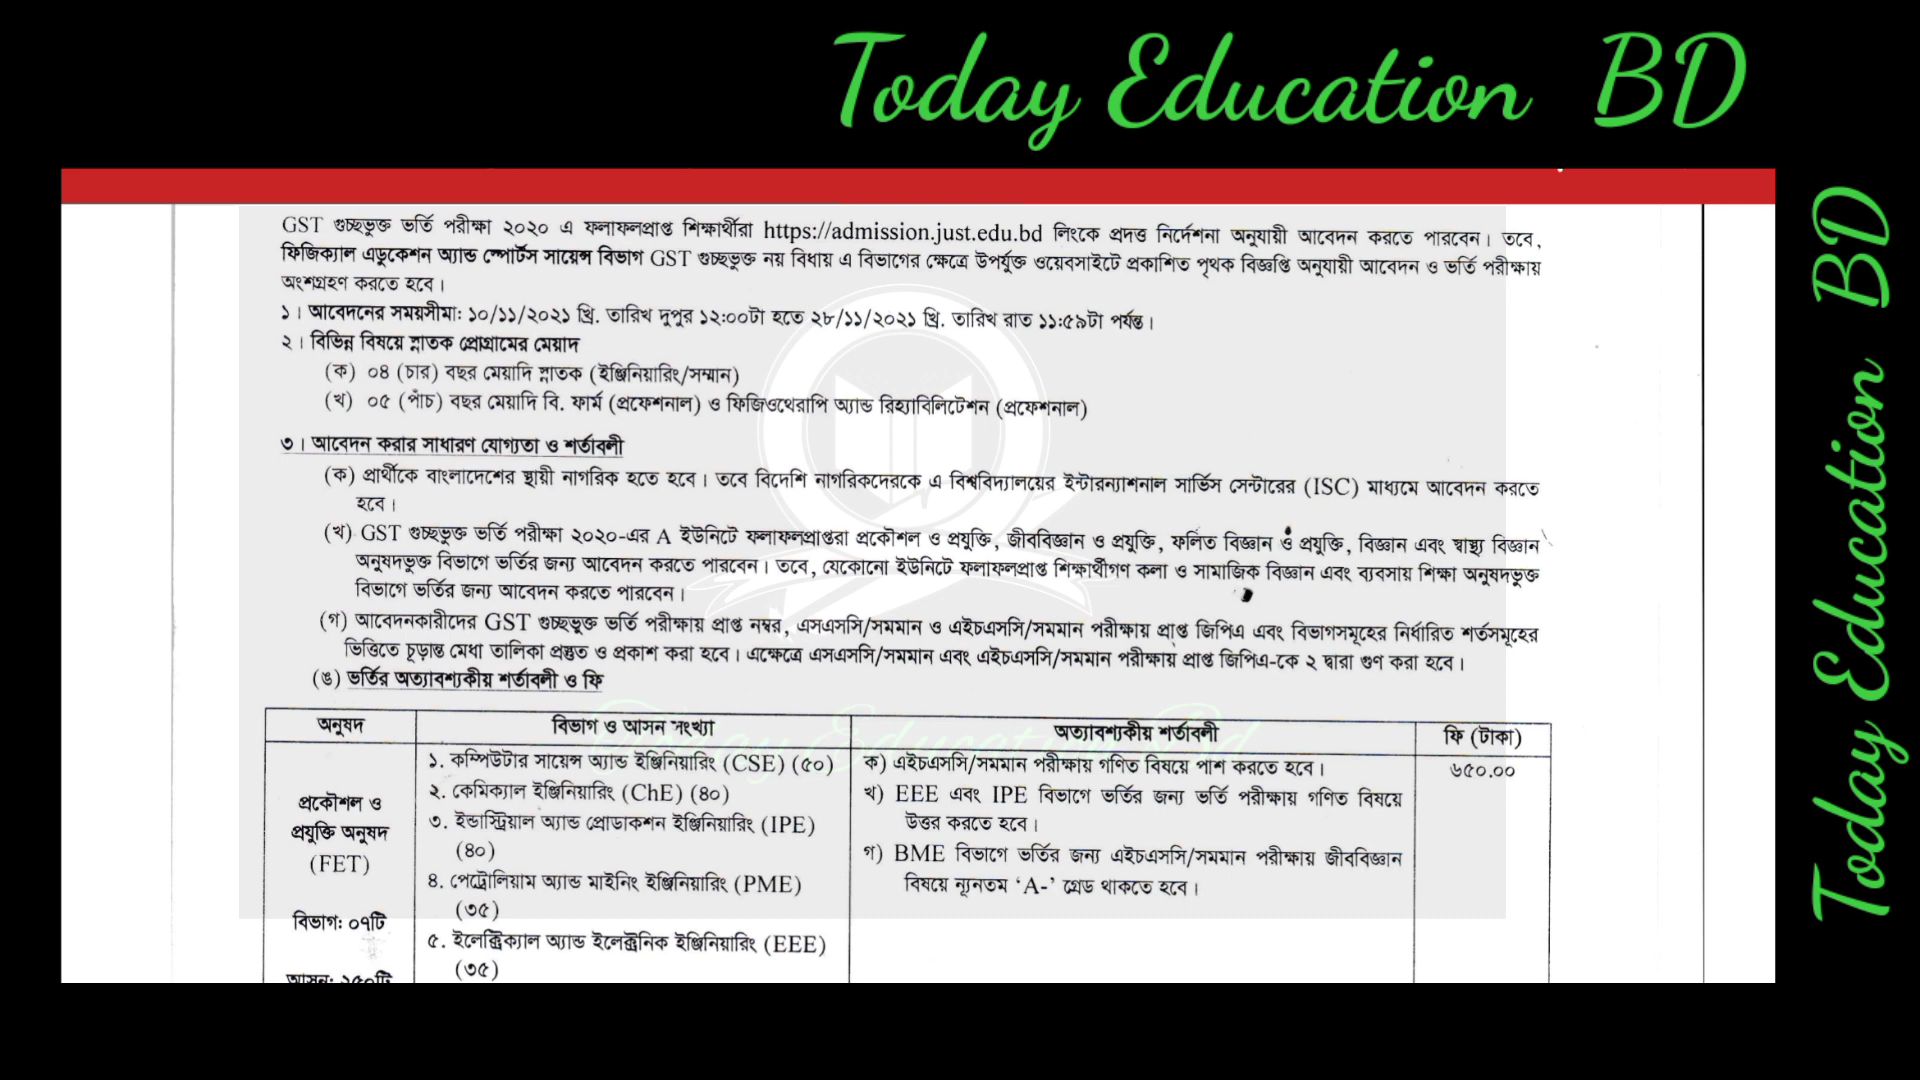 Today Education BD
GST গুচ্ছভুক্ত ভর্তি পরীক্ষা ২০২০ এ ফলাফলপ্রাপ্ত শিক্ষার্থীরা https://admission.just.edu.bd লিংকে প্রদত্ত নির্দেশনা অনুযায়ী আবেদন করতে পারবেন। তবে,
ফিজিক্যাল এডুকেশন অ্যান্ড স্পোর্টস সায়েন্স বিভাগ GST গুচ্ছভুক্ত নয় বিধায় এ বিভাগের ক্ষেত্রে উপর্যুক্ত ওয়েবসাইটে প্রকাশিত পৃথক বিজ্ঞপ্তি অনুযায়ী আবেদন ও ভর্তি পরীক্ষায়
অংশগ্রহণ করতে হবে।
১। আবেদনের সময়সীমাঃ ১০/১১/২০২১ খ্রি. তারিখ দুপুর ১২:০০টা হতে ২৮/১১/২০২১ খ্রি. তারিখ রাত ১১:৫৯টা পর্যন্ত।
২। বিভিন্ন বিষয়ে স্নাতক প্রোগ্রামের মেয়াদ
(ক) ০৪ (চার) বছর মেয়াদি স্নাতক (ইঞ্জিনিয়ারিং/সম্মান)
(খ) ০৫ (পাঁচ) বছর মেয়াদি বি. ফার্ম (প্রফেশনাল) ও ফিজিওথেরাপি অ্যান্ড রিহ্যাবিলিটেশন (প্রফেশনাল)
৩। আবেদন করার সাধারণ যোগ্যতা ও শর্তাবলী
(ক) প্রার্থীকে বাংলাদেশের স্থায়ী নাগরিক হতে হবে। তবে বিদেশি নাগরিকদেরকে এ বিশ্ববিদ্যালয়ের ইন্টারন্যাশনাল সার্ভিস সেন্টারের (ISC) মাধ্যমে আবেদন করতে
হবে।
(খ) GST গুচ্ছভুক্ত ভর্তি পরীক্ষা ২০২০-এর A ইউনিটে ফলাফলপ্রাপ্তরা প্রকৌশল ও প্রযুক্তি, জীববিজ্ঞান ও প্রযুক্তি, ফলিত বিজ্ঞান ও প্রযুক্তি, বিজ্ঞান এবং স্বাস্থ্য বিজ্ঞান
অনুষদভুক্ত বিভাগে ভর্তির জন্য আবেদন করতে পারবেন। তবে, যেকোনো ইউনিটে ফলাফলপ্রাপ্ত শিক্ষার্থীগণ কলা ও সামাজিক বিজ্ঞান এবং ব্যবসায় শিক্ষা অনুষদভুক্ত
বিভাগে ভর্তির জন্য আবেদন করতে পারবেন।
(গ) আবেদনকারীদের GST গুচ্ছভুক্ত ভর্তি পরীক্ষায় প্রাপ্ত নম্বর, এসএসসি/সমমান ও এইচএসসি/সমমান পরীক্ষায় প্রাপ্ত জিপিএ এবং বিভাগসমূহের নির্ধারিত শর্তসমূহের
ভিত্তিতে চূড়ান্ত মেধা তালিকা প্রস্তুত ও প্রকাশ করা হবে। এক্ষেত্রে এসএসসি/সমমান এবং এইচএসসি/সমমান পরীক্ষায় প্রাপ্ত জিপিএ-কে ২ দ্বারা গুণ করা হবে।
(ঙ) ভর্তির অত্যাবশ্যকীয় শর্তাবলী ও ফি
অনুষদ
বিভাগ ও আসন সংখ্যা
অত্যাবশ্যকীয় শর্তাবলী
ফি (টাকা)
প্রকৌশল ও
প্রযুক্তি অনুষদ
(FET)
বিভাগঃ ০৭টি
আসনঃ ২৫০টি
১. কম্পিউটার সায়েন্স অ্যান্ড ইঞ্জিনিয়ারিং (CSE) (৫০)
২. কেমিক্যাল ইঞ্জিনিয়ারিং (ChE) (৪০)
৩. ইন্ডাস্ট্রিয়াল অ্যান্ড প্রোডাকশন ইঞ্জিনিয়ারিং (IPE)
(৪০)
৪. পেট্রোলিয়াম অ্যান্ড মাইনিং ইঞ্জিনিয়ারিং (PME)
(৩৫)
৫. ইলেক্ট্রিক্যাল অ্যান্ড ইলেক্ট্রনিক ইঞ্জিনিয়ারিং (EEE)
(৩৫)
ক) এইচএসসি/সমমান পরীক্ষায় গণিত বিষয়ে পাশ করতে হবে।
খ) EEE এবং IPE বিভাগে ভর্তির জন্য ভর্তি পরীক্ষায় গণিত বিষয়ে
উত্তর করতে হবে।
গ) BME বিভাগে ভর্তির জন্য এইচএসসি/সমমান পরীক্ষায় জীববিজ্ঞান
বিষয়ে ন্যূনতম ‘A-’ গ্রেড থাকতে হবে।
৬৫০.০০
Today Education Bd
Today Education BD